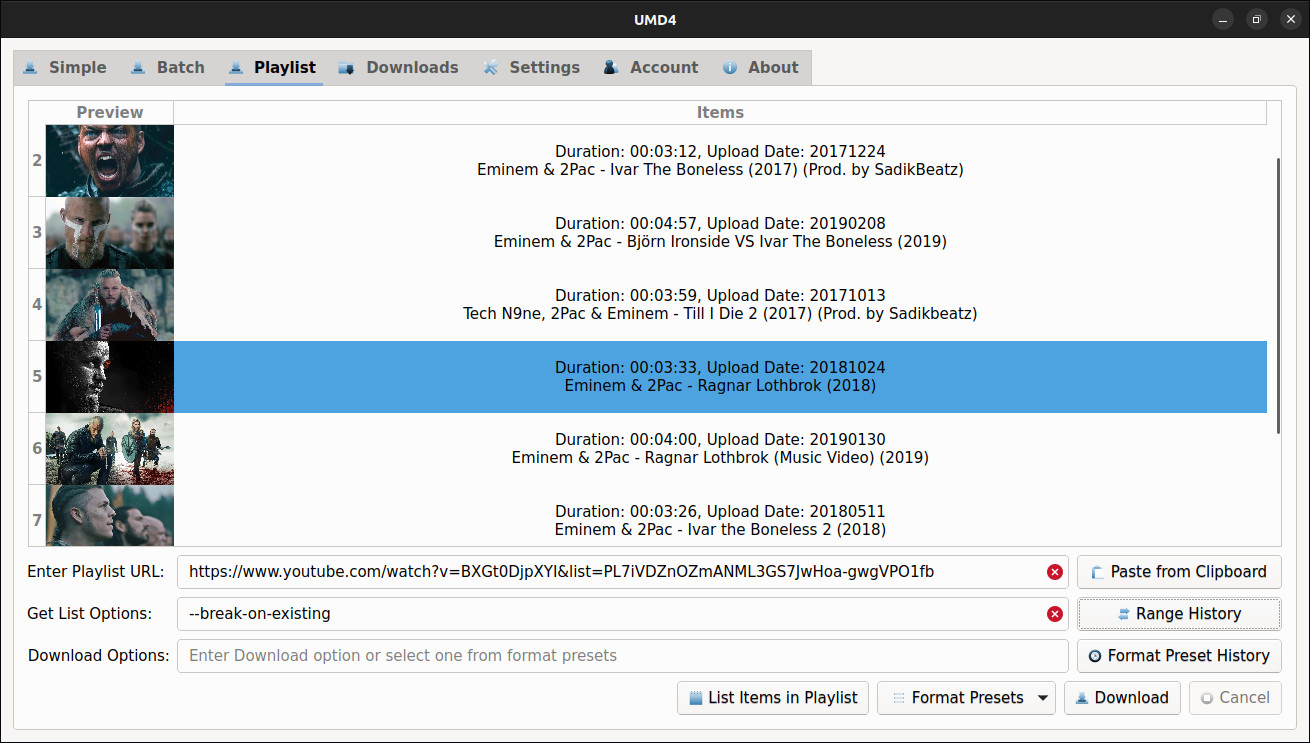 UMD4
Simple Batch Playlist Downloads Settings Account About
Preview Items
2
Duration: 00:03:12, Upload Date: 20171224
Eminem & 2Pac - Ivar The Boneless (2017) (Prod. by SadikBeatz)
3
Duration: 00:04:57, Upload Date: 20190208
Eminem & 2Pac - Björn Ironside VS Ivar The Boneless (2019)
4
Duration: 00:03:59, Upload Date: 20171013
Tech N9ne, 2Pac & Eminem - Till I Die 2 (2017) (Prod. by Sadikbeatz)
5
Duration: 00:03:33, Upload Date: 20181024
Eminem & 2Pac - Ragnar Lothbrok (2018)
6
Duration: 00:04:00, Upload Date: 20190130
Eminem & 2Pac - Ragnar Lothbrok (Music Video) (2019)
7
Duration: 00:03:26, Upload Date: 20180511
Eminem & 2Pac - Ivar the Boneless 2 (2018)
Enter Playlist URL: https://www.youtube.com/watch?v=BXGt0DjpXYI&list=PL7iVDZnOZmANML3GS7JwHoa-gwgVPO1fb Paste from Clipboard
Get List Options: --break-on-existing Range History
Download Options: Enter Download option or select one from format presets Format Preset History
List Items in Playlist Format Presets Download Cancel